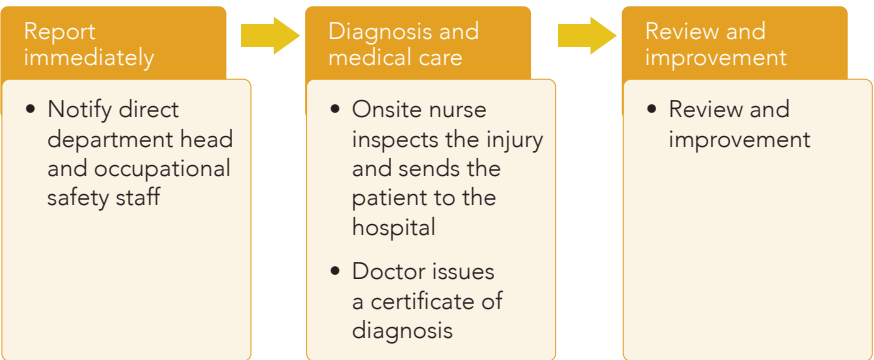 Report
immediately
• Notify direct
department head
and occupational
safety staff
Diagnosis and
medical care
• Onsite nurse
inspects the injury
and sends the
patient to the
hospital
• Doctor issues
a certificate of
diagnosis
Review and
improvement
• Review and
improvement